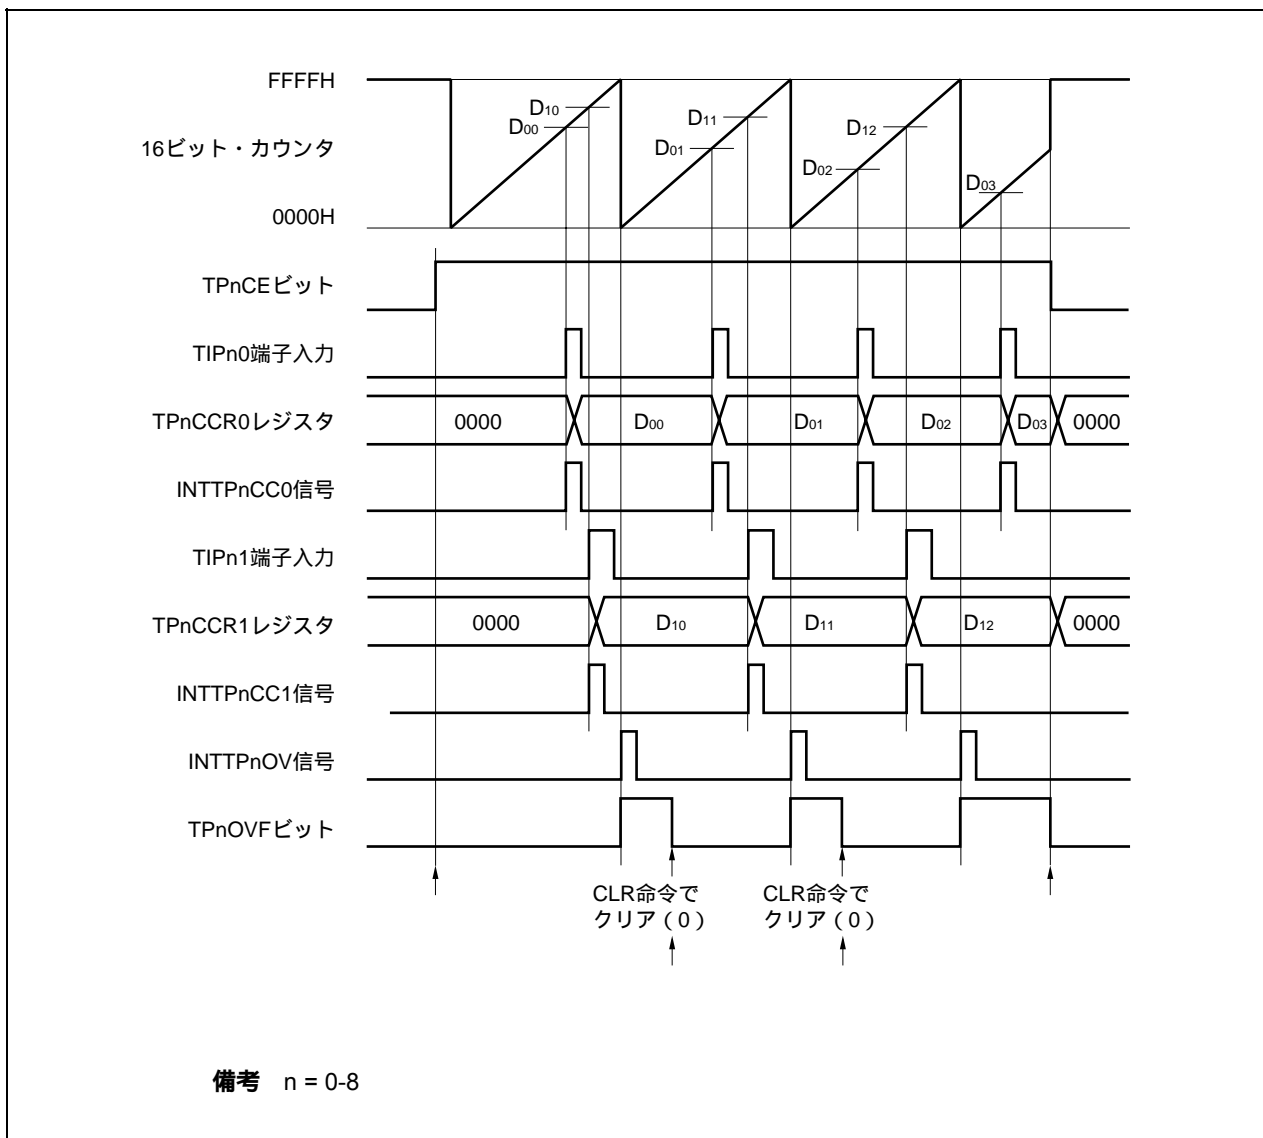 FFFFH
D10
D00
D11
D01
D12
D02
D03
16ビット・カウンタ
0000H
TPnCEビット
TIPn0端子入力
TPnCCR0レジスタ
0000
D00
D01
D02
D03
0000
INTTPnCC0信号
TIPn1端子入力
TPnCCR1レジスタ
0000
D10
D11
D12
0000
INTTPnCC1信号
INTTPnOV信号
TPnOVFビット
CLR命令で
クリア（0）
CLR命令で
クリア（0）
備考 n = 0-8